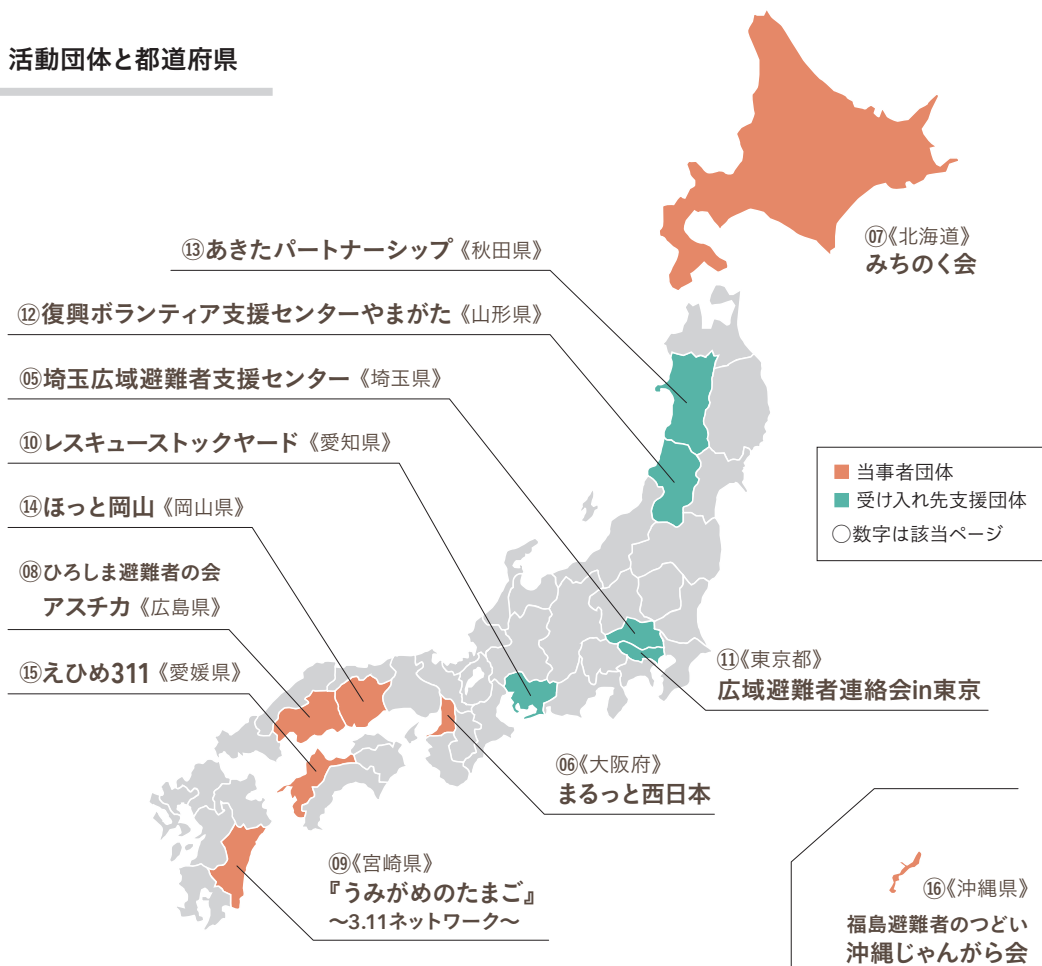 活動団体と都道府県
⑦《北海道》
みちのく会
⑬あきたパートナーシップ《秋田県》
⑫復興ボランティア支援センターやまがた《山形県》
⑤埼玉広域避難者支援センター《埼玉県》
⑩レスキューストックヤード《愛知県》
⑭ほっと岡山《岡山県》
⑧ひろしま避難者の会
アスチカ《広島県》
⑮えひめ311《愛媛県》
■当事者団体
■受け入れ先支援団体
○数字は該当ページ
⑪《東京都》
広域避難者連絡会in東京
⑥《大阪府》
まるっと西日本
⑨《宮崎県》
『うみがめのたまご』
～3.11ネットワーク～
⑯《沖縄県》
福島避難者のつどい
沖縄じゃんがら会